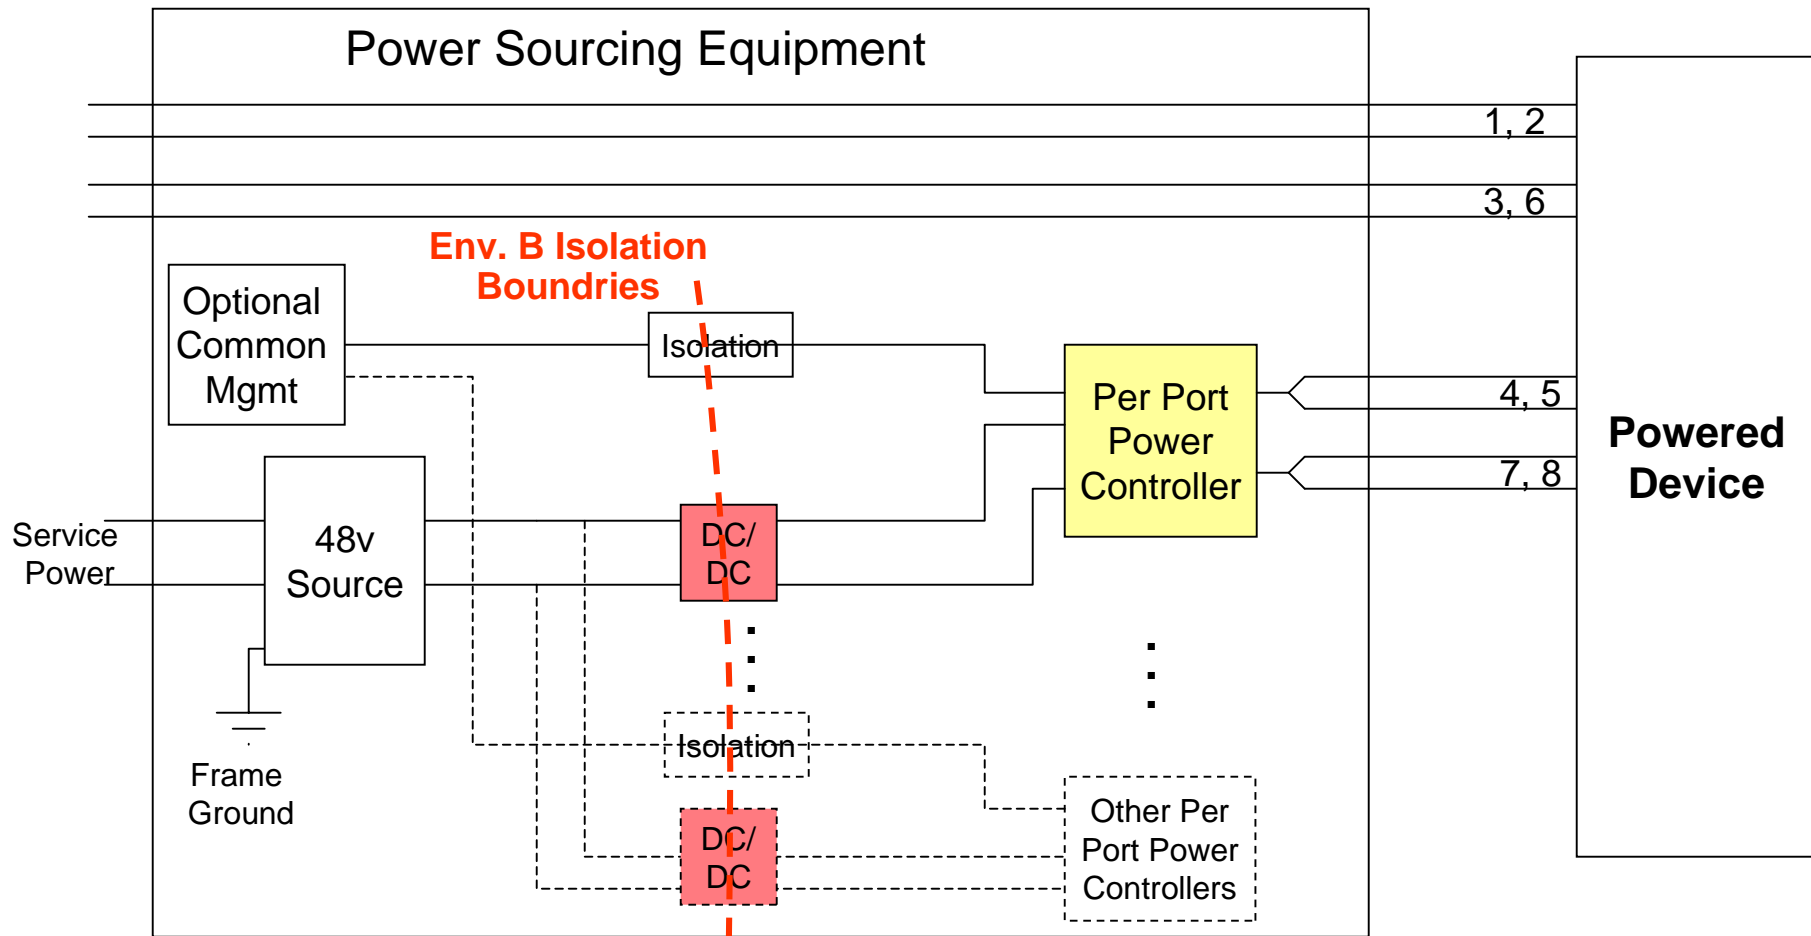 Power Sourcing Equipment
1, 2
3, 6
Env. B Isolation
Boundries
Optional
Common
Mgmt
Isolation
Per Port
Power
Controller
4, 5
7, 8
Powered
Device
Service
Power
48v
Source
DC/
DC
Frame
Ground
Isolation
DC/
DC
Other Per
Port Power
Controllers